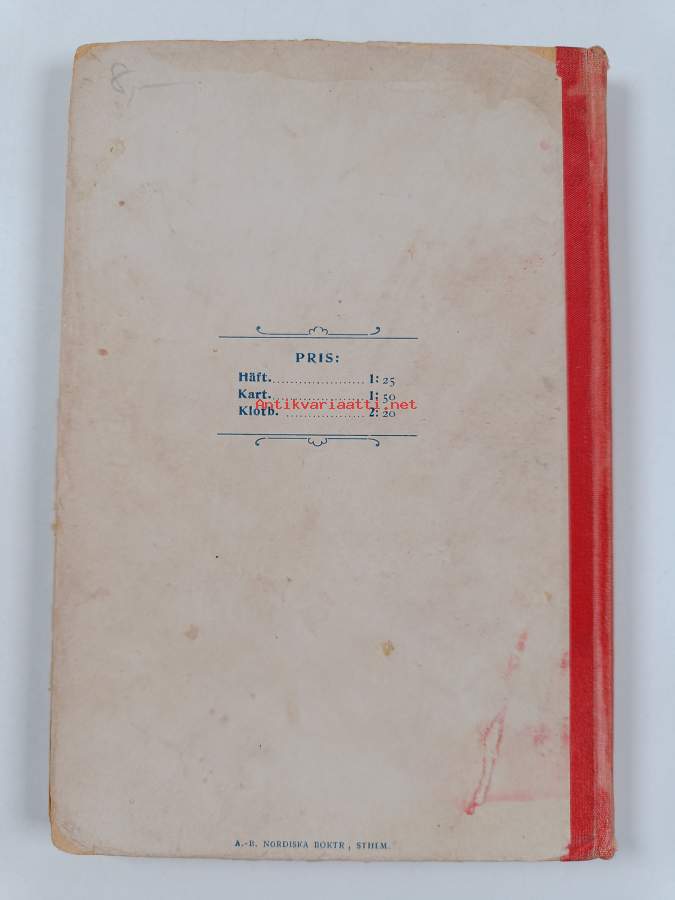 8,—
PRIS:
Häft. ...................... 1: 25
Kart. ...................... 1: 50
Antikvariaatti.net
Klotb. ................... 2: 20
A.-B. NORDISKA BOKTR., STHLM.